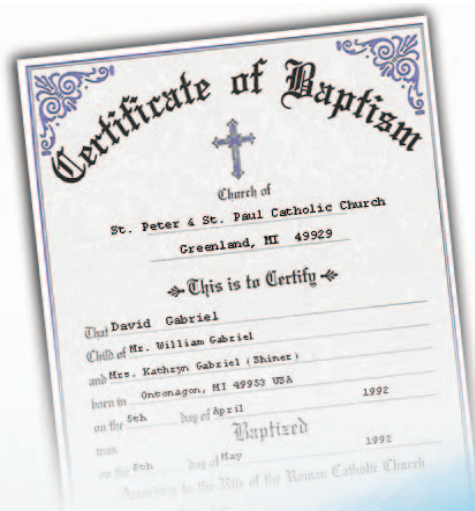 Certificate of Baptism
Church of
St. Peter & St. Paul Catholic Church
Greenland, MI 49929
This is to Certify
That David Gabriel
Child of Mr. William Gabriel
and Mrs. Kathryn Gabriel (Shiner)
born in Ontonagon, MI 49953 USA
on the 5th day of April 1992
was Baptized
on the 6th day of May 1992
According to the Rite of the Roman Catholic Church